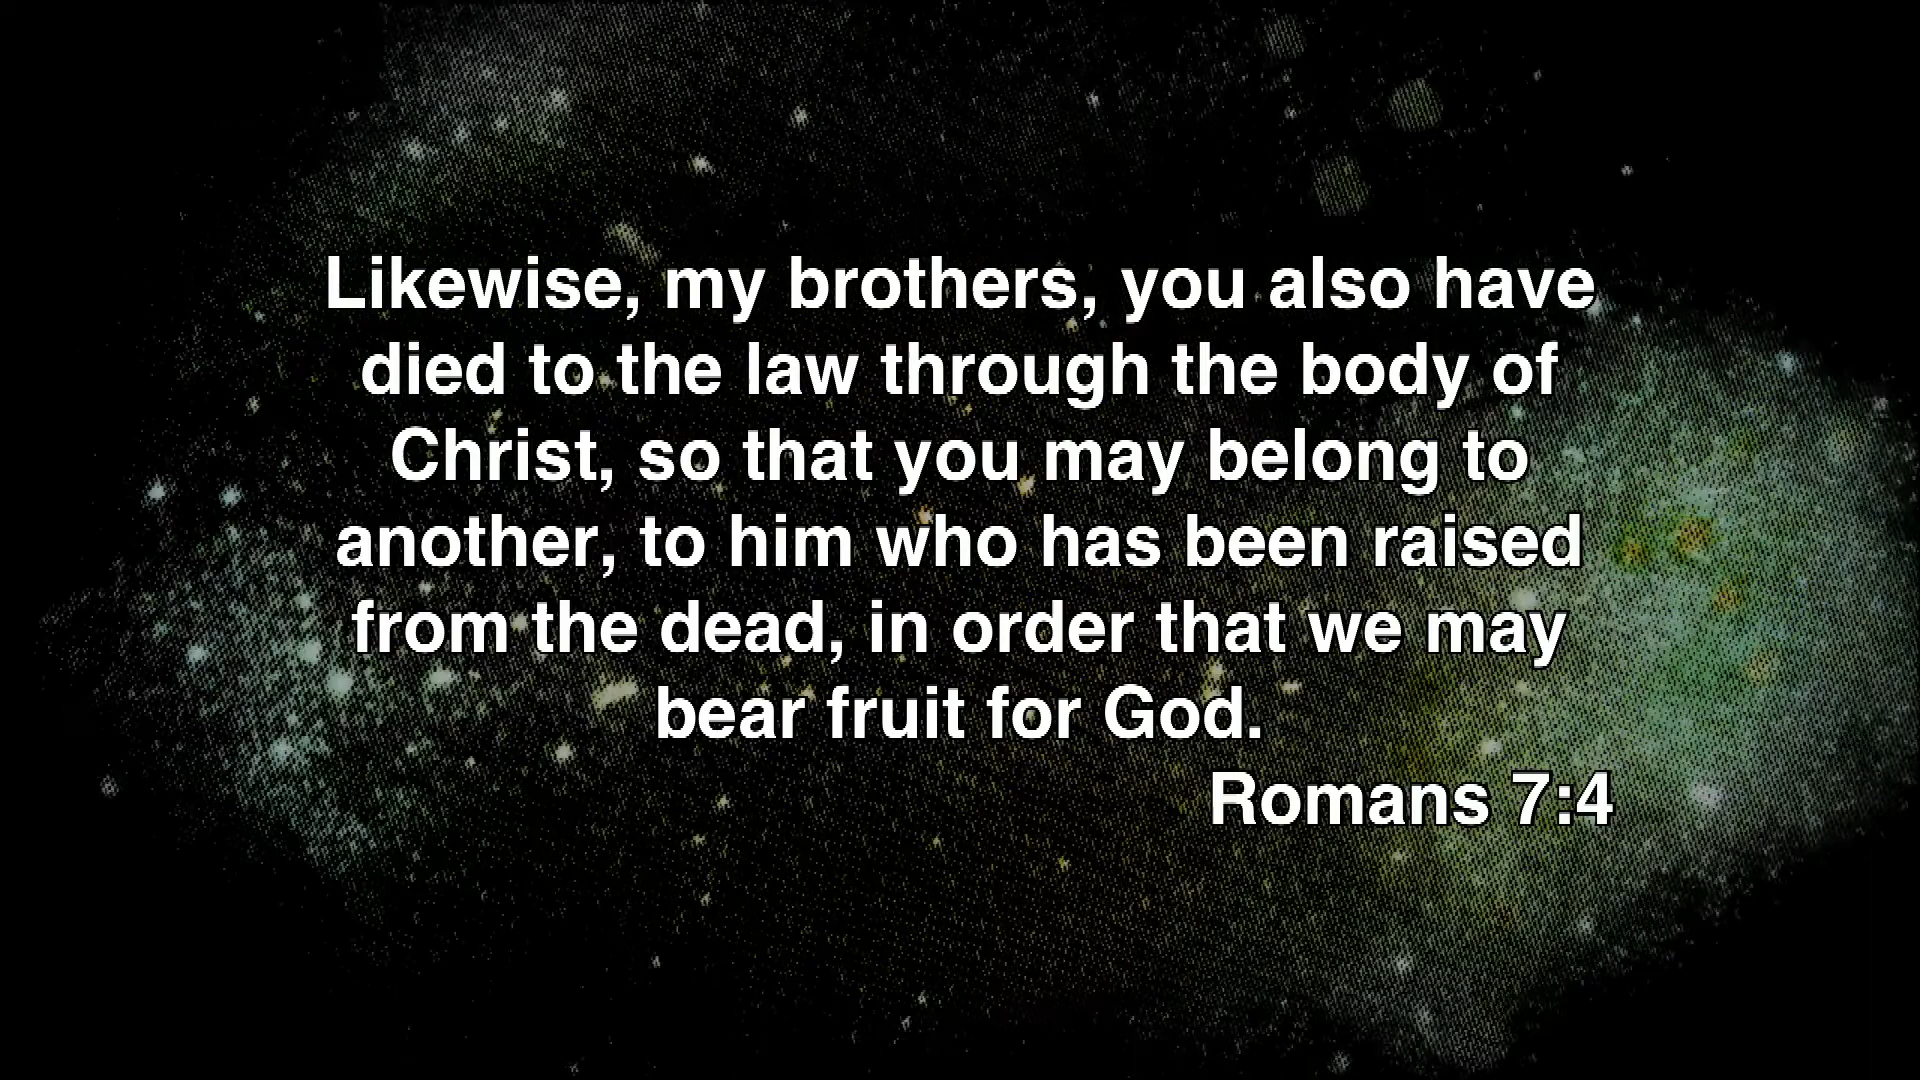 Likewise, my brothers, you also have
died to the law through the body of
Christ, so that you may belong to
another, to him who has been raised
from the dead, in order that we may
bear fruit for God.
Romans 7:4